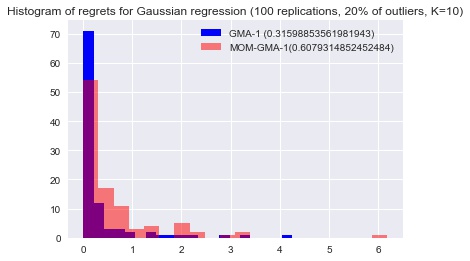 Histogram of regrets for Gaussian regression (100 replications, 20% of outliers, K=10)
GMA-1 (0.31598853561981943)
MOM-GMA-1(0.6079314852452484)
70
60
50
40
30
20
10
0
0 1 2 3 4 5 6